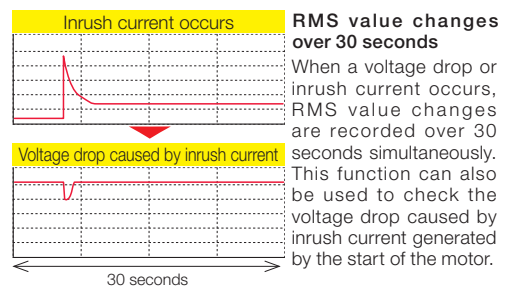 Inrush current occurs
Voltage drop caused by inrush current
30 seconds
RMS value changes
over 30 seconds
When a voltage drop or
inrush current occurs,
RMS value changes
are recorded over 30
seconds simultaneously.
This function can also
be used to check the
voltage drop caused by
inrush current generated
by the start of the motor.